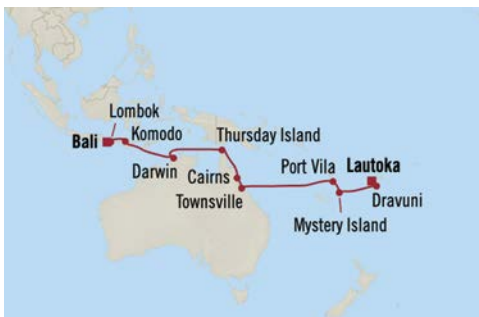 Lombok
Bali
Komodo
Thursday Island
Darwin
Port Vila
Lautoka
Cairns
Townsville
Dravuni
Mystery Island